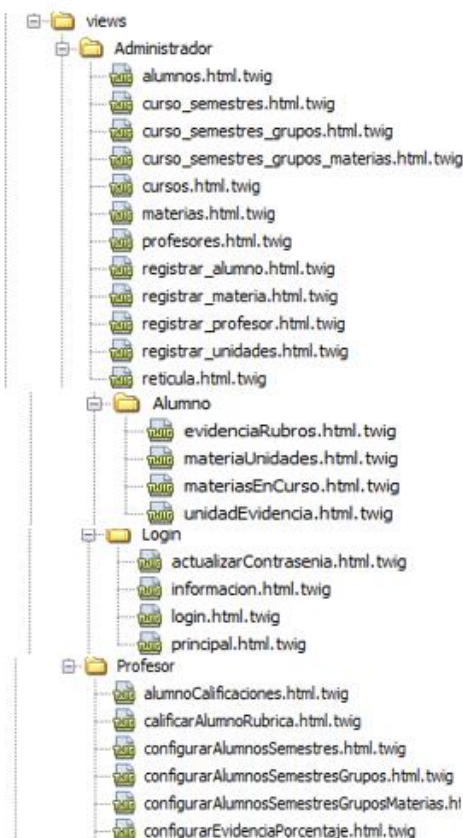 views
Administrador
alumnos.html.twig
curso_semestres.html.twig
curso_semestres_grupos.html.twig
curso_semestres_grupos_materias.html.twig
cursos.html.twig
materias.html.twig
profesores.html.twig
registrar_alumno.html.twig
registrar_materia.html.twig
registrar_profesor.html.twig
registrar_unidades.html.twig
reticula.html.twig
Alumno
evidenciaRubros.html.twig
materiaUnidades.html.twig
materiasEnCurso.html.twig
unidadEvidencia.html.twig
Login
actualizarContrasenia.html.twig
informacion.html.twig
login.html.twig
principal.html.twig
Profesor
alumnoCalificaciones.html.twig
calificarAlumnoRubrica.html.twig
configurarAlumnosSemestres.html.twig
configurarAlumnosSemestresGrupos.html.twig
configurarAlumnosSemestresGruposMaterias.ht
configurarEvidenciaPorcentaje.html.twig